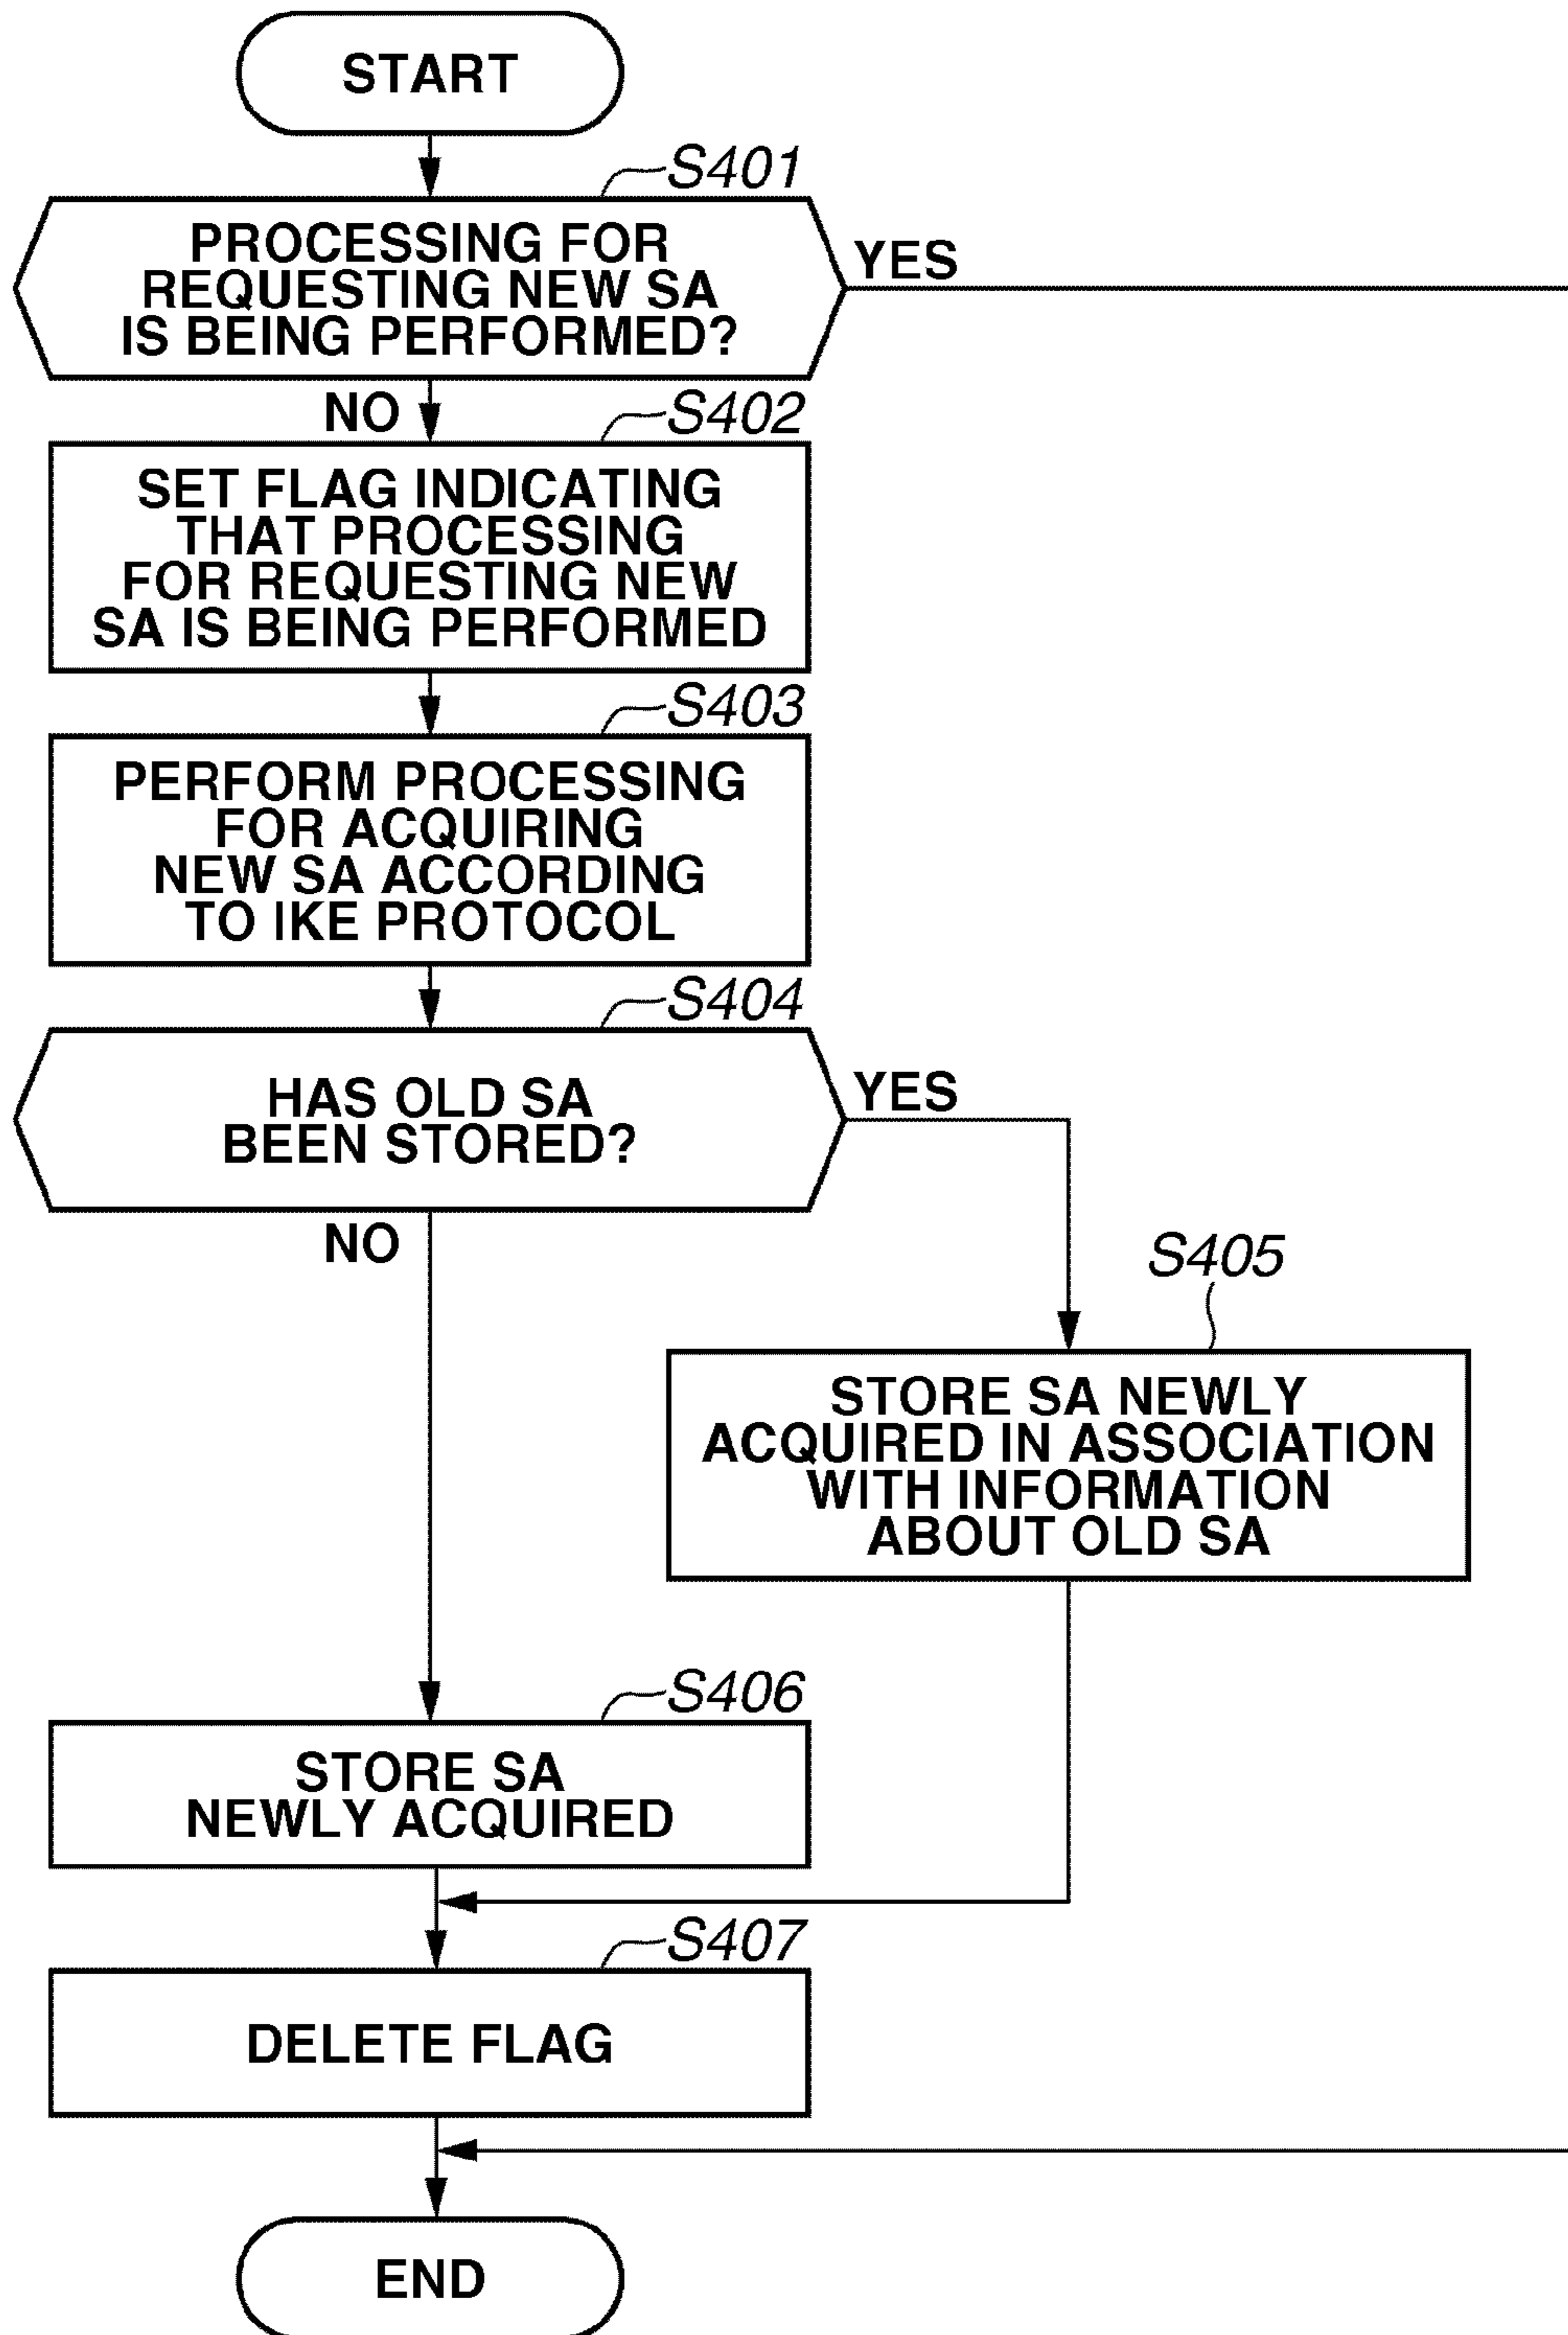 START
S401
PROCESSING FOR
REQUESTING NEW SA
IS BEING PERFORMED?
YES
NO
S402
SET FLAG INDICATING
THAT PROCESSING
FOR REQUESTING NEW
SA IS BEING PERFORMED
S403
PERFORM PROCESSING
FOR ACQUIRING
NEW SA ACCORDING
TO IKE PROTOCOL
S404
HAS OLD SA
BEEN STORED?
YES
NO
S405
STORE SA NEWLY
ACQUIRED IN ASSOCIATION
WITH INFORMATION
ABOUT OLD SA
S406
STORE SA
NEWLY ACQUIRED
S407
DELETE FLAG
END